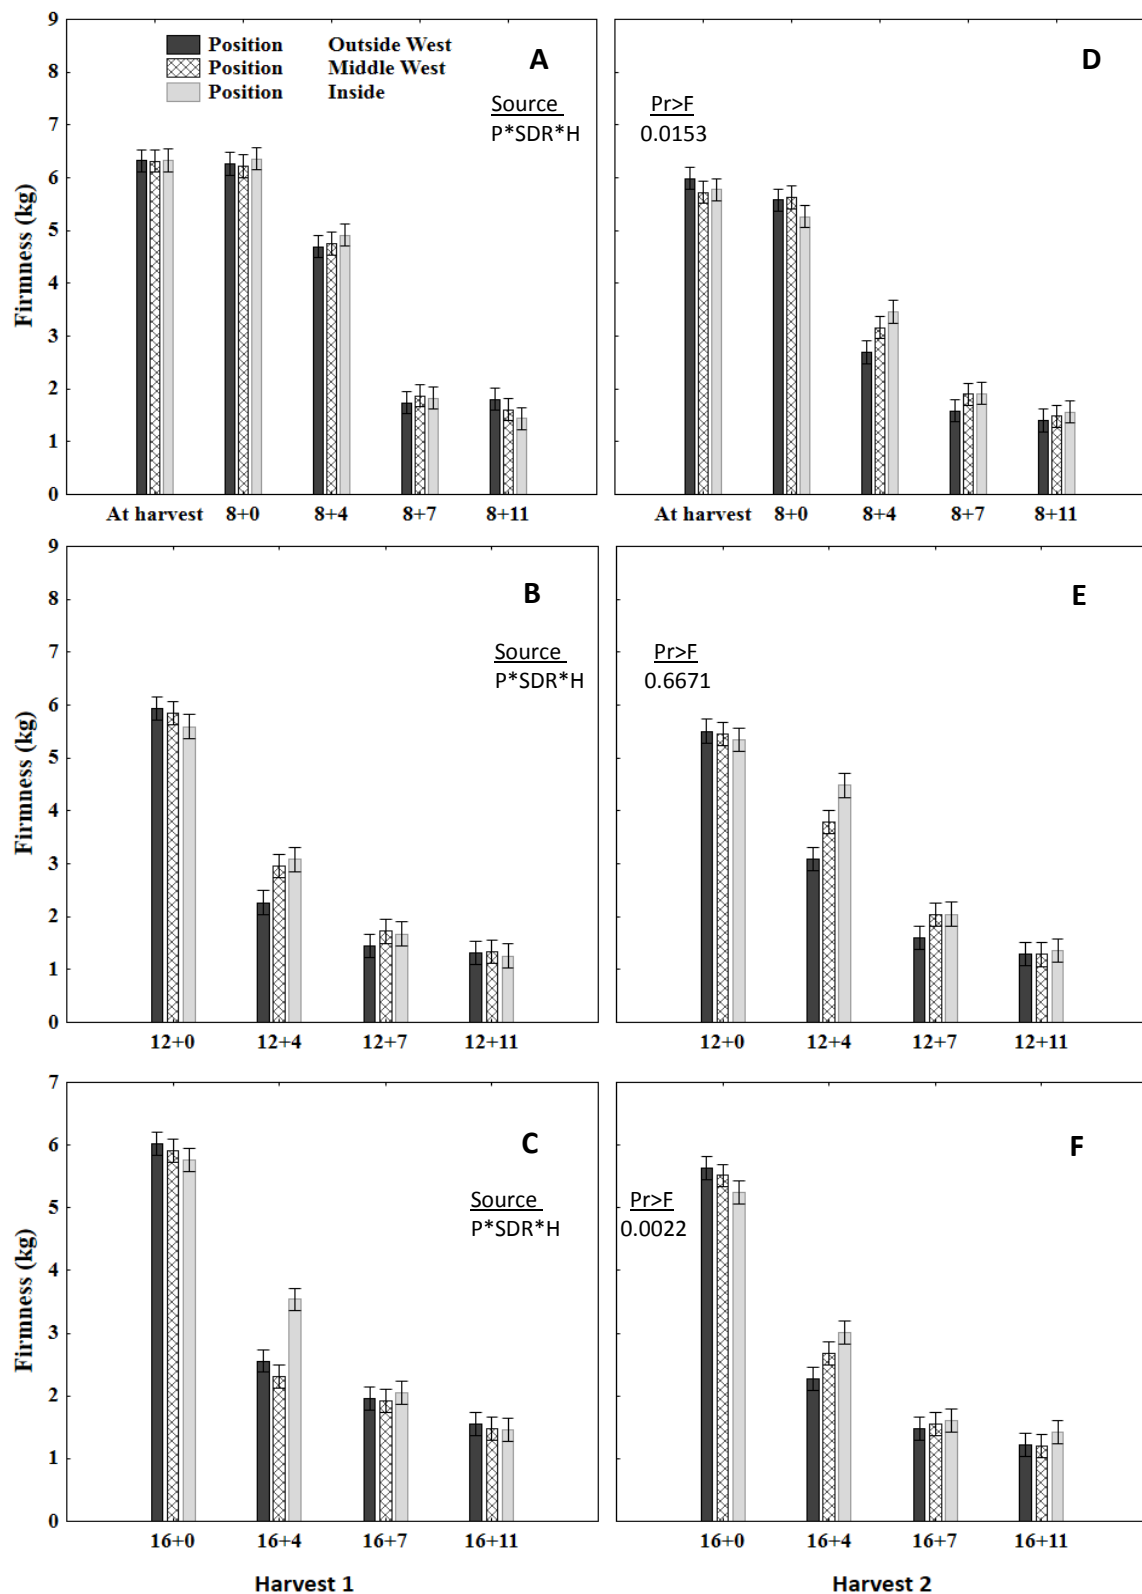 9
8
7
6
5
4
3
2
1
0
Firmness (kg)
Position Outside West
Position Middle West
Position Inside
A
Source
P*SDR*H
At harvest 8+0 8+4 8+7 8+11
D
Pr>F
0.0153
At harvest 8+0 8+4 8+7 8+11
9
8
7
6
5
4
3
2
1
0
Firmness (kg)
B
Source
P*SDR*H
12+0 12+4 12+7 12+11
E
Pr>F
0.6671
12+0 12+4 12+7 12+11
7
6
5
4
3
2
1
0
Firmness (kg)
C
Source
P*SDR*H
16+0 16+4 16+7 16+11
Harvest 1
F
Pr>F
0.0022
16+0 16+4 16+7 16+11
Harvest 2